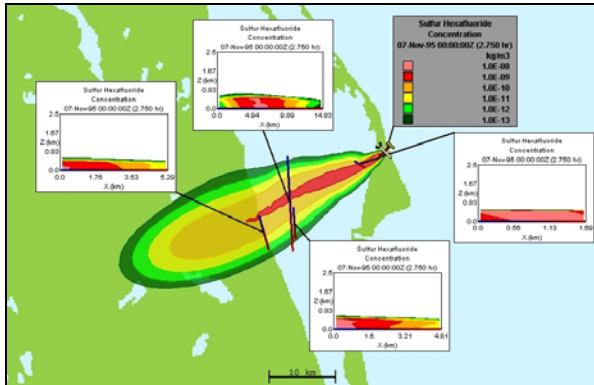 Sulfur Hexafluoride
Concentration
07-Nov-95 00:00:00Z (2.750 hr)
2.5
1.67
Z (km)
0.83
0.0
0.0 4.94 9.89 14.83
X (km)
Sulfur Hexafluoride
Concentration
07-Nov-95 00:00:00Z (2.750 hr)
kg/m3
1.0E-08
1.0E-09
1.0E-10
1.0E-11
1.0E-12
1.0E-13
Sulfur Hexafluoride
Concentration
07-Nov-95 00:00:00Z (2.750 hr)
2.5
1.67
Z (km)
0.83
0.0
0.0 1.76 3.53 5.29
X (km)
Sulfur Hexafluoride
Concentration
07-Nov-95 00:00:00Z (2.750 hr)
2.5
1.67
Z (km)
0.83
0.0
0.0 0.56 1.13 1.69
X (km)
Sulfur Hexafluoride
Concentration
07-Nov-95 00:00:00Z (2.750 hr)
2.5
1.67
Z (km)
0.83
0.0
0.0 1.6 3.21 4.81
X (km)
10 km